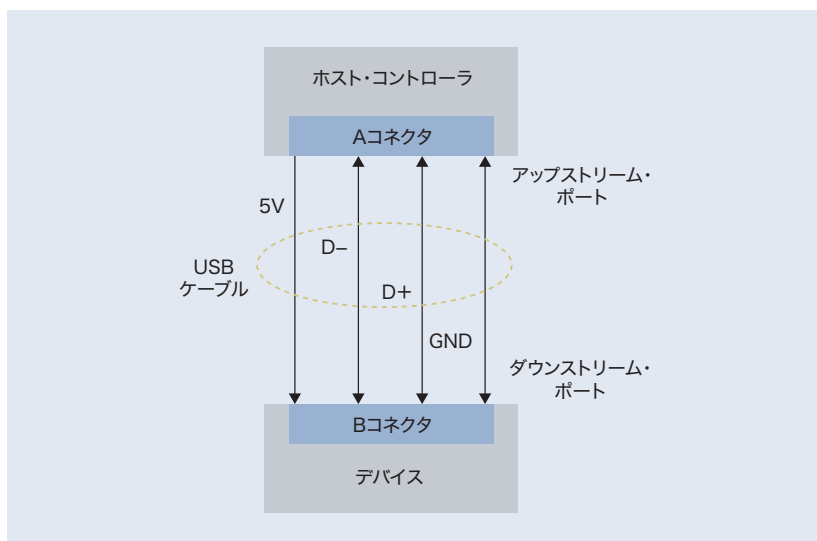 ホスト・コントローラ
Aコネクタ
アップストリーム・
ポート
5V
D–
USB
ケーブル
D+
GND
ダウンストリーム・
ポート
Bコネクタ
デバイス